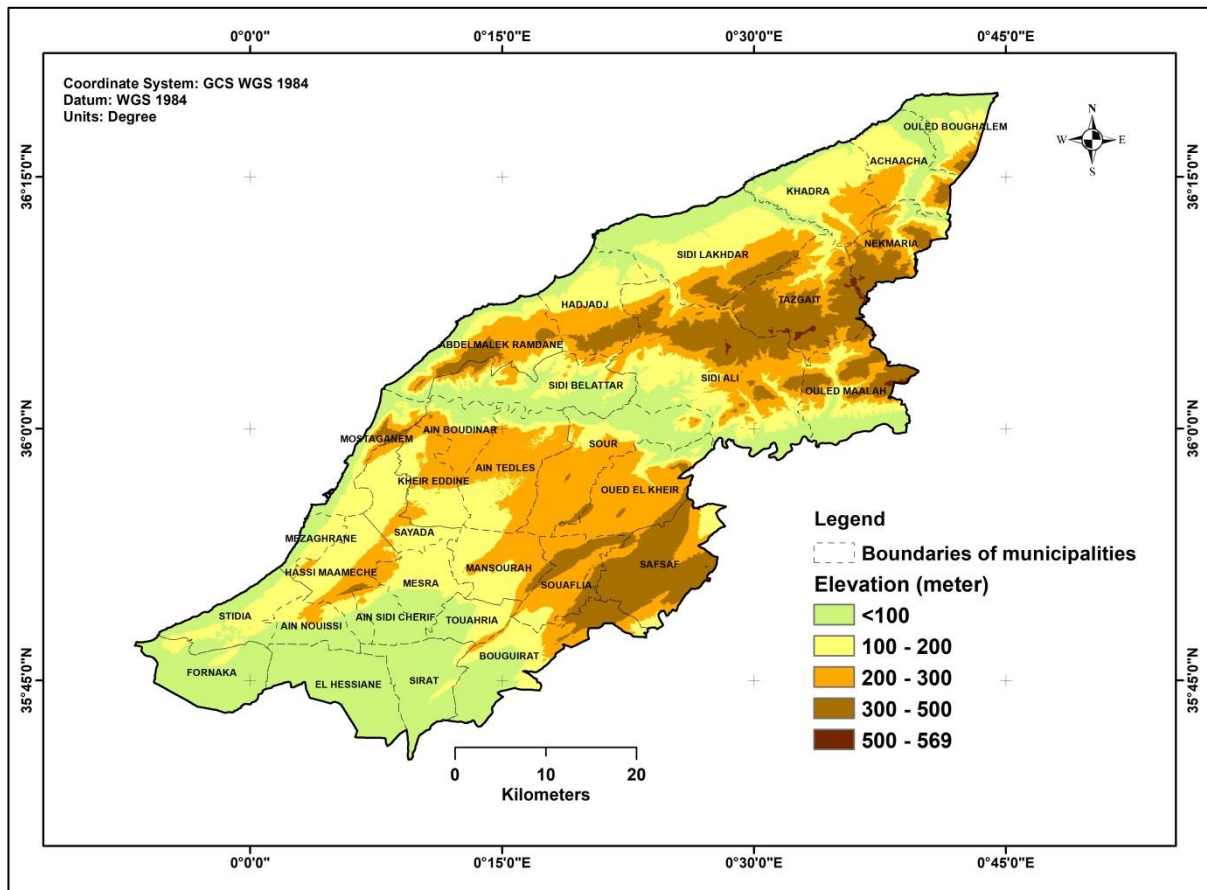 0°0'0"
0°15'0"E
0°30'0"E
0°45'0"E
Coordinate System: GCS WGS 1984
Datum: WGS 1984
Units: Degree
N
W
E
S
36°15'0"N
36°15'0"N
36°0'0"N
36°0'0"N
35°45'0"N
35°45'0"N
OULED BOUGHALEM
ACHAACHA
KHADRA
NEKMARIA
SIDI LAKHDAR
TAZGAIT
HADJADJ
ABDELMALEK RAMDANE
SIDI BELATTAR
SIDI ALI
OULED MAALAH
MOSTAGANEM
AIN BOUDINAR
SOUR
AIN TEDLES
KHEIR EDDINE
OUED EL KHEIR
MEZAGHRANE
SAYADA
HASSI MAAMECHE
MESRA
MANSOURAH
SOUAFLIA
SAFSAF
STIDIA
AIN NOUISSI
AIN SIDI CHERIF
TOUAHRIA
BOUGUIRAT
FORNAKA
EL HESSIANE
SIRAT
Legend
Boundaries of municipalities
Elevation (meter)
<100
100 - 200
200 - 300
300 - 500
500 - 569
0
10
20
Kilometers
0°0'0"
0°15'0"E
0°30'0"E
0°45'0"E